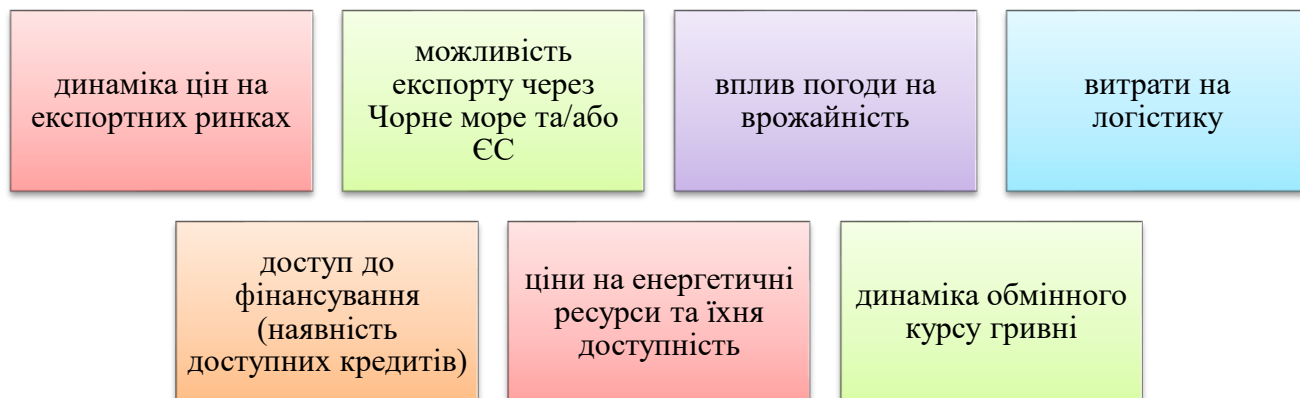 динаміка цін на
експортних ринках
можливість
експорту через
Чорне море та/або
ЄС
вплив погоди на
врожайність
витрати на
логістику
доступ до
фінансування
(наявність
доступних кредитів)
ціни на енергетичні
ресурси та їхня
доступність
динаміка обмінного
курсу гривні